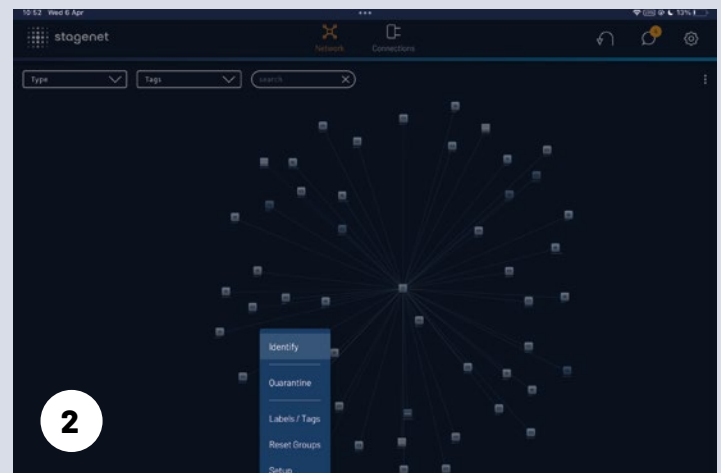 10:52 Wed 6 Apr
13%
stagenet
Network
Connections
Type
Tags
search
Identify
Quarantine
Labels / Tags
Reset Groups
Setup
2